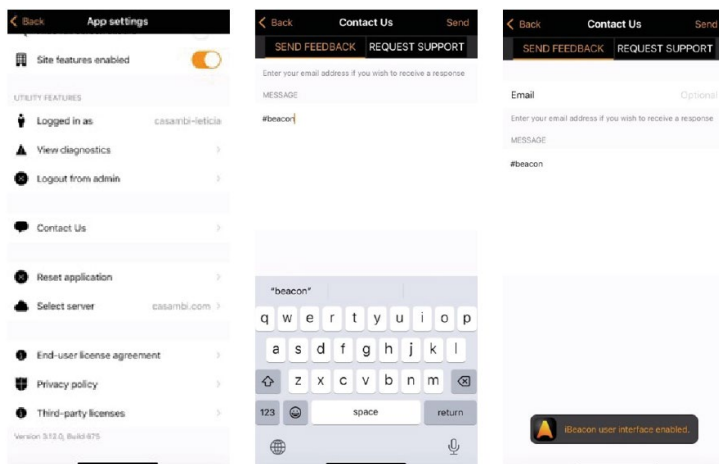 Back App settings
Site features enabled
UTILITY FEATURES
Logged in as casambi-leticia
View diagnostics
Logout from admin
Contact Us
Reset application
Select server casambi.com
End-user license agreement
Privacy policy
Third-party licenses
Version 3.12.0, Build 675
Back Contact Us Send
SEND FEEDBACK REQUEST SUPPORT
Enter your email address if you wish to receive a response
MESSAGE
#beacon
"beacon"
q w e r t y u i o p
a s d f g h j k l
z x c v b n m
123 space return
Back Contact Us Send
SEND FEEDBACK REQUEST SUPPORT
Email Optional
Enter your email address if you wish to receive a response
MESSAGE
#beacon
iBeacon user interface enabled.